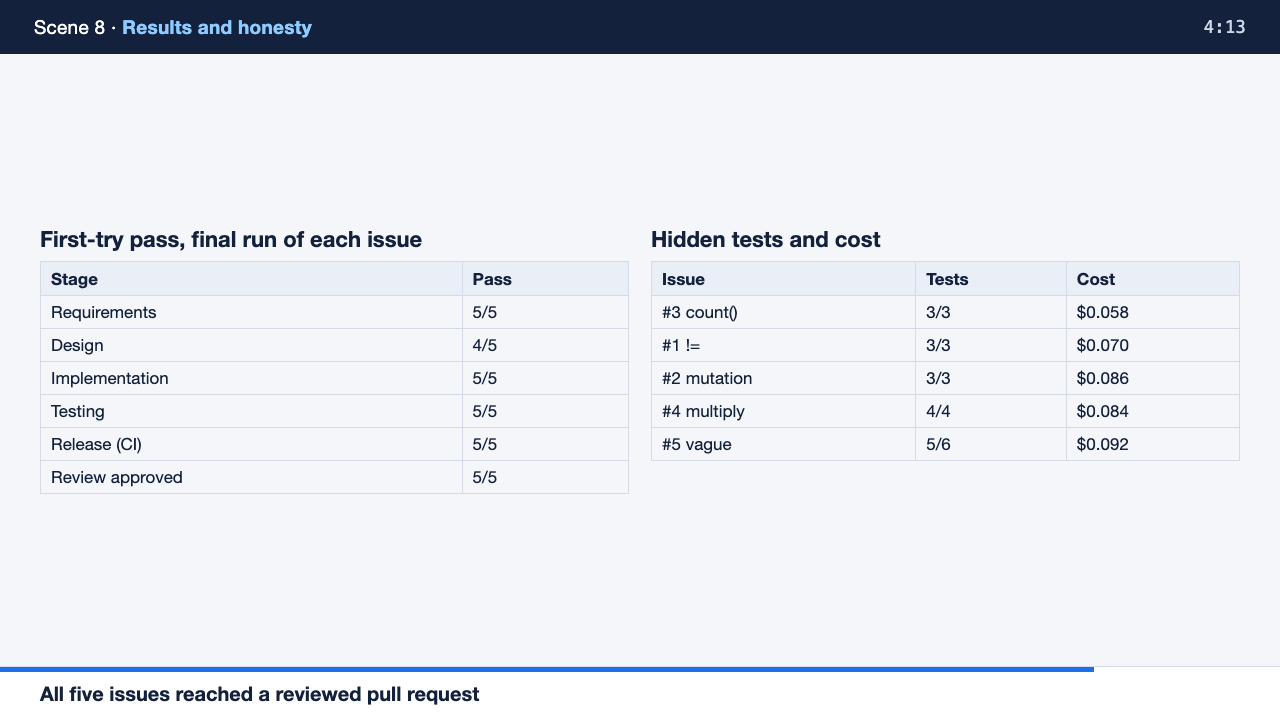 Scene 8 · Results and honesty
4:13
First-try pass, final run of each issue
Stage Pass
Requirements 5/5
Design 4/5
Implementation 5/5
Testing 5/5
Release (CI) 5/5
Review approved 5/5
Hidden tests and cost
Issue Tests Cost
#3 count() 3/3 $0.058
#1 != 3/3 $0.070
#2 mutation 3/3 $0.086
#4 multiply 4/4 $0.084
#5 vague 5/6 $0.092
All five issues reached a reviewed pull request